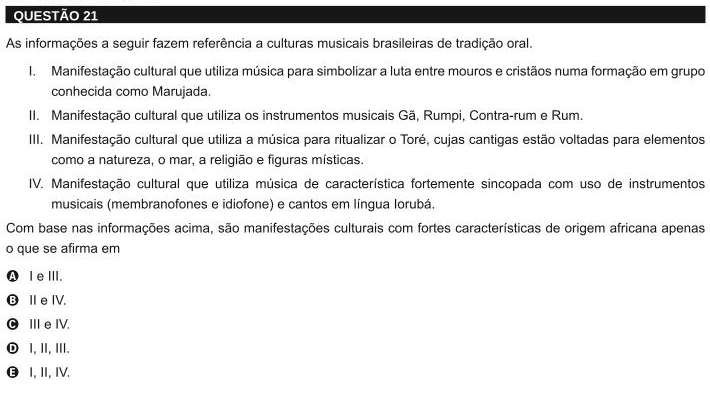 QUESTÃO 21
As informações a seguir fazem referência a culturas musicais brasileiras de tradição oral.
I. Manifestação cultural que utiliza música para simbolizar a luta entre mouros e cristãos numa formação em grupo
conhecida como Marujada.
II. Manifestação cultural que utiliza os instrumentos musicais Gã, Rumpi, Contra-rum e Rum.
III. Manifestação cultural que utiliza a música para ritualizar o Toré, cujas cantigas estão voltadas para elementos
como a natureza, o mar, a religião e figuras místicas.
IV. Manifestação cultural que utiliza música de característica fortemente sincopada com uso de instrumentos
musicais (membranofones e idiofone) e cantos em língua Iorubá.
Com base nas informações acima, são manifestações culturais com fortes características de origem africana apenas
o que se afirma em
A I e III.
B II e IV.
C III e IV.
D I, II, III.
E I, II, IV.